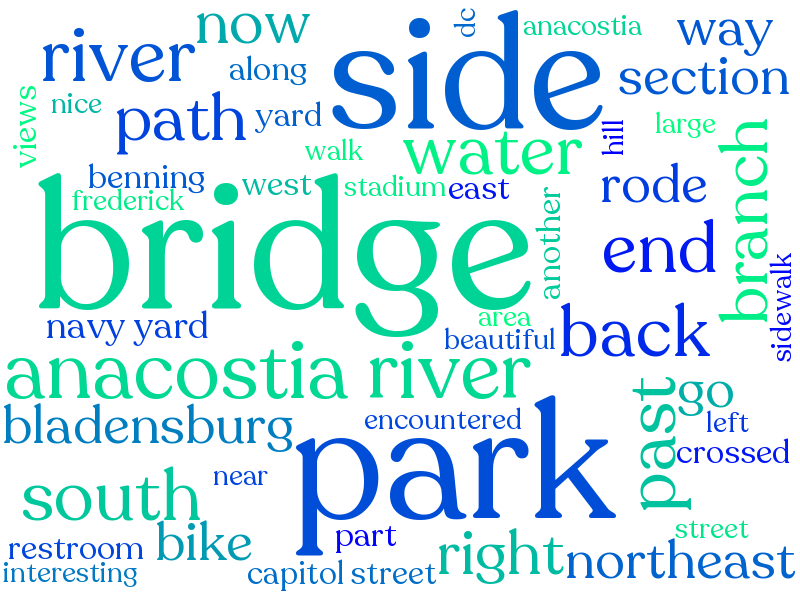 now
side
dc
anacostia
way
river
along
section
nice
path
yard
views
walk
water
hill
large
branch
benning
west
stadium
east
rode
frederick
bridge
another
end
sidewalk
navy yard
area
beautiful
back
anacostia river
past
go
bladensburg
encountered
left
park
crossed
near
south
bike
part
right
street
restroom
northeast
interesting
capitol street